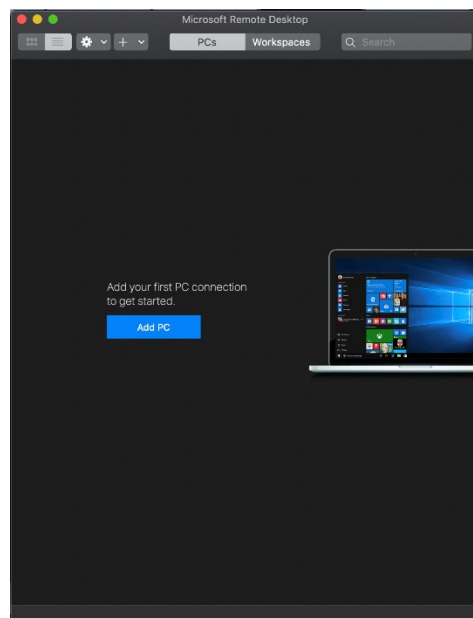 Microsoft Remote Desktop
PCs
Workspaces
Search
Add your first PC connection
to get started.
Add PC